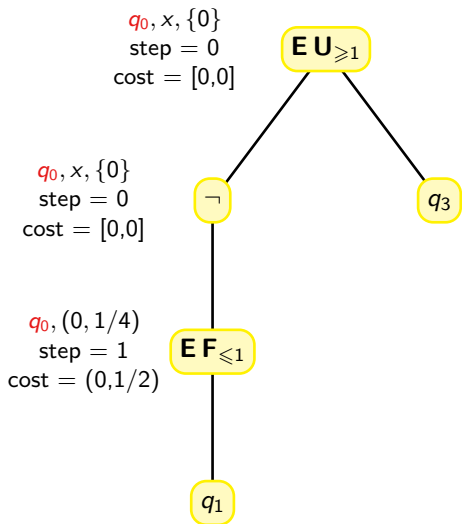 q₀, x, {0}
step = 0
cost = [0,0]
E U⩾1
q₀, x, {0}
step = 0
cost = [0,0]
¬
q₃
q₀, (0, 1/4)
step = 1
cost = (0,1/2)
E F⩽1
q₁